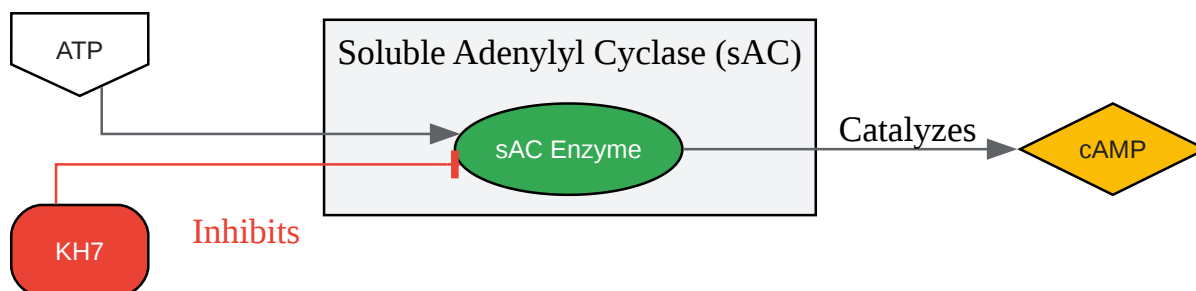 ATP
Soluble Adenylyl Cyclase (sAC)
sAC Enzyme
Catalyzes
cAMP
KH7
Inhibits